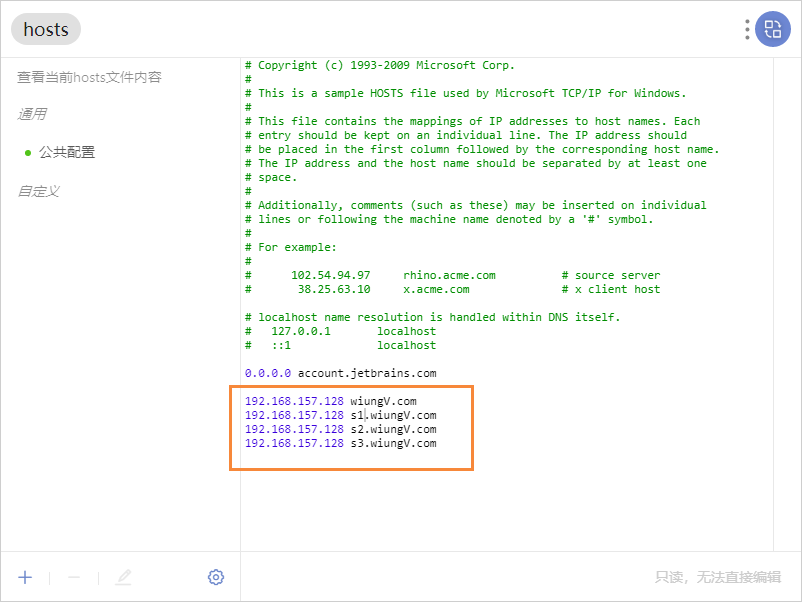 hosts
查看当前hosts文件内容
通用
公共配置
自定义
# Copyright (c) 1993-2009 Microsoft Corp.
#
# This is a sample HOSTS file used by Microsoft TCP/IP for Windows.
#
# This file contains the mappings of IP addresses to host names. Each
# entry should be kept on an individual line. The IP address should
# be placed in the first column followed by the corresponding host name.
# The IP address and the host name should be separated by at least one
# space.
#
# Additionally, comments (such as these) may be inserted on individual
# lines or following the machine name denoted by a '#' symbol.
#
# For example:
#
#      102.54.94.97     rhino.acme.com          # source server
#       38.25.63.10     x.acme.com              # x client host
# localhost name resolution is handled within DNS itself.
#   127.0.0.1       localhost
#   ::1             localhost
0.0.0.0 account.jetbrains.com
192.168.157.128 wiungV.com
192.168.157.128 s1.wiungV.com
192.168.157.128 s2.wiungV.com
192.168.157.128 s3.wiungV.com
只读，无法直接编辑